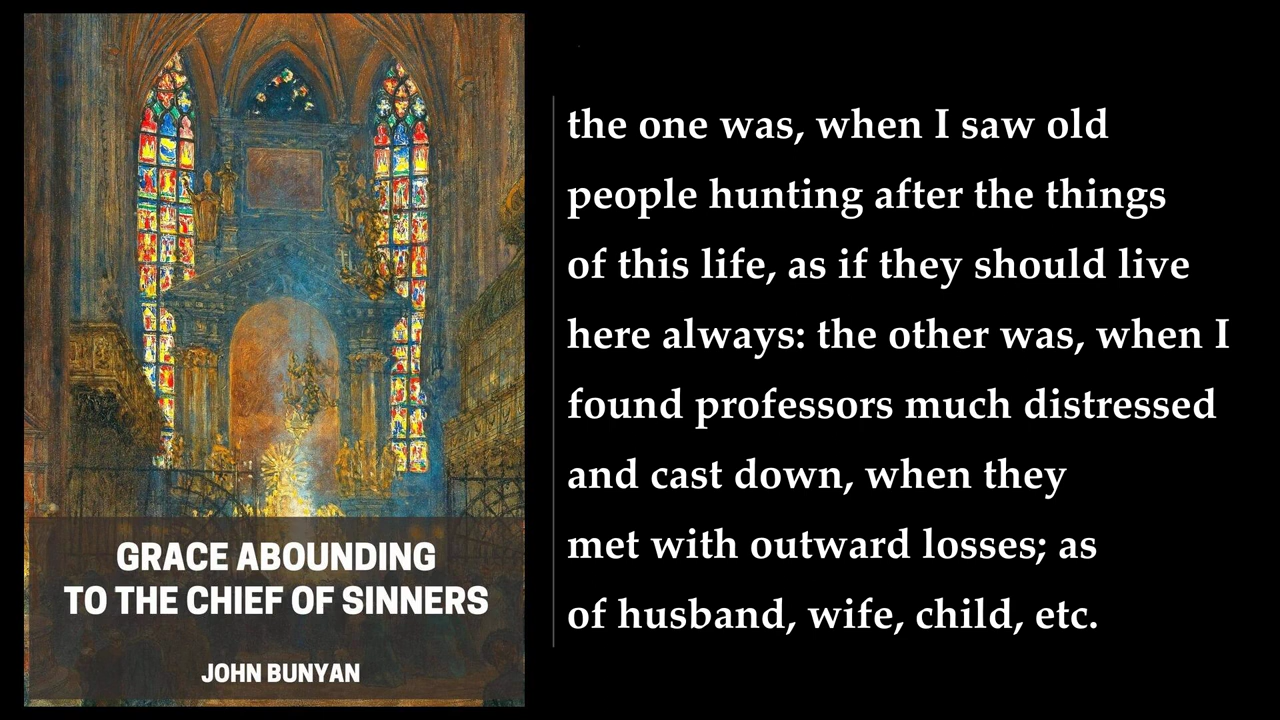 GRACE ABOUNDING
TO THE CHIEF OF SINNERS
JOHN BUNYAN
the one was, when I saw old
people hunting after the things
of this life, as if they should live
here always: the other was, when I
found professors much distressed
and cast down, when they
met with outward losses; as
of husband, wife, child, etc.